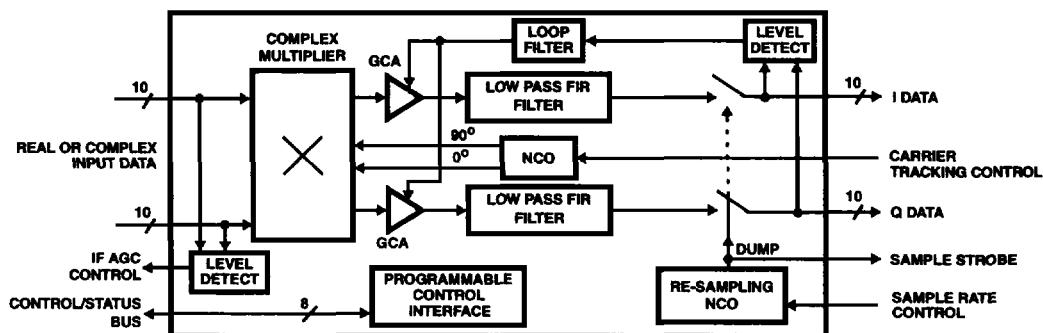 COMPLEX
MULTIPLIER
GCA
LOOP
FILTER
LEVEL
DETECT
10
LOW PASS FIR
FILTER
10
I DATA
REAL OR COMPLEX
INPUT DATA
90°
0°
NCO
CARRIER
TRACKING CONTROL
10
GCA
LOW PASS FIR
FILTER
10
Q DATA
IF AGC
CONTROL
LEVEL
DETECT
DUMP
SAMPLE STROBE
CONTROL/STATUS
BUS
8
PROGRAMMABLE
CONTROL
INTERFACE
RE-SAMPLING
NCO
SAMPLE RATE
CONTROL